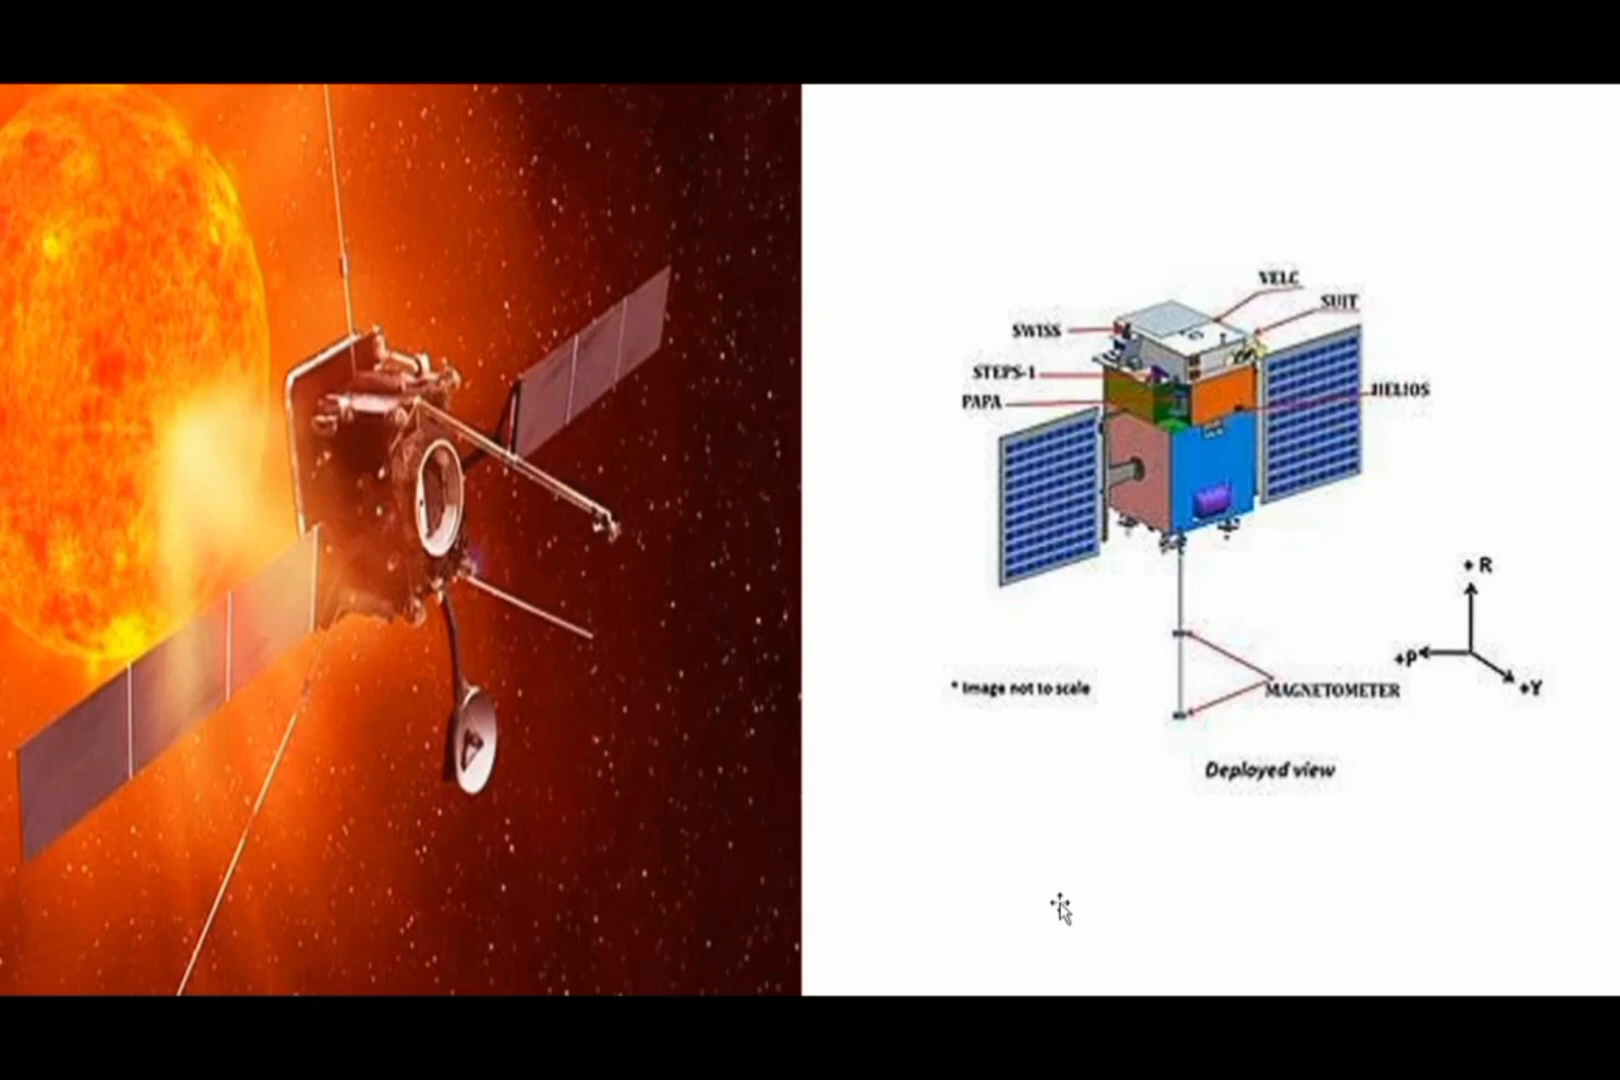 VELC
SUIT
SWISS
STEPS-1
HELIOS
PAPA
+ R
+P
+Y
* Image not to scale
MAGNETOMETER
Deployed view